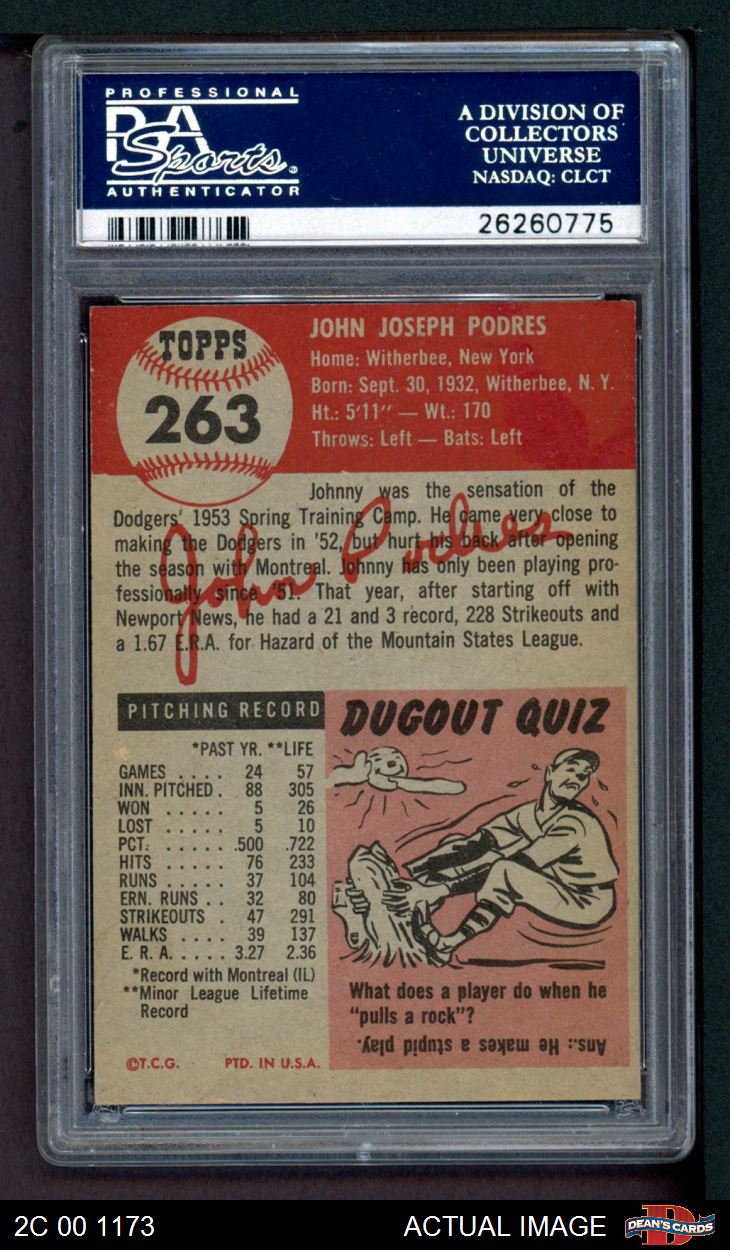 PROFESSIONAL
PSA
Sports
AUTHENTICATOR
A DIVISION OF
COLLECTORS
UNIVERSE
NASDAQ: CLCT
26260775
TOPPS
263
JOHN JOSEPH PODRES
Home: Witherbee, New York
Born: Sept. 30, 1932, Witherbee, N. Y.
Ht.: 5'11" — Wt.: 170
Throws: Left — Bats: Left
Johnny was the sensation of the
Dodgers' 1953 Spring Training Camp. He came very close to
making the Dodgers in '52, but hurt his back after opening
the season with Montreal. Johnny has only been playing pro-
fessionally since '51. That year, after starting off with
Newport News, he had a 21 and 3 record, 228 Strikeouts and
a 1.67 E.R.A. for Hazard of the Mountain States League.
John Podres
PITCHING RECORD
*PAST YR. **LIFE
GAMES . . . . 24 57
INN. PITCHED . 88 305
WON . . . . . 5 26
LOST . . . . . 5 10
PCT. . . . . . .500 .722
HITS . . . . . 76 233
RUNS . . . . . 37 104
ERN. RUNS . . 32 80
STRIKEOUTS . 47 291
WALKS . . . . 39 137
E. R. A. . . . . 3.27 2.36
*Record with Montreal (IL)
**Minor League Lifetime
Record
©T.C.G. PTD. IN U.S.A.
DUGOUT QUIZ
What does a player do when he
"pulls a rock"?
Ans.: He makes a stupid play.
2C 00 1173
ACTUAL IMAGE
D
DEAN'S CARDS